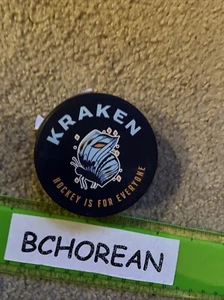 KRAKEN
HOCKEY IS FOR EVERYONE
BCHOREAN